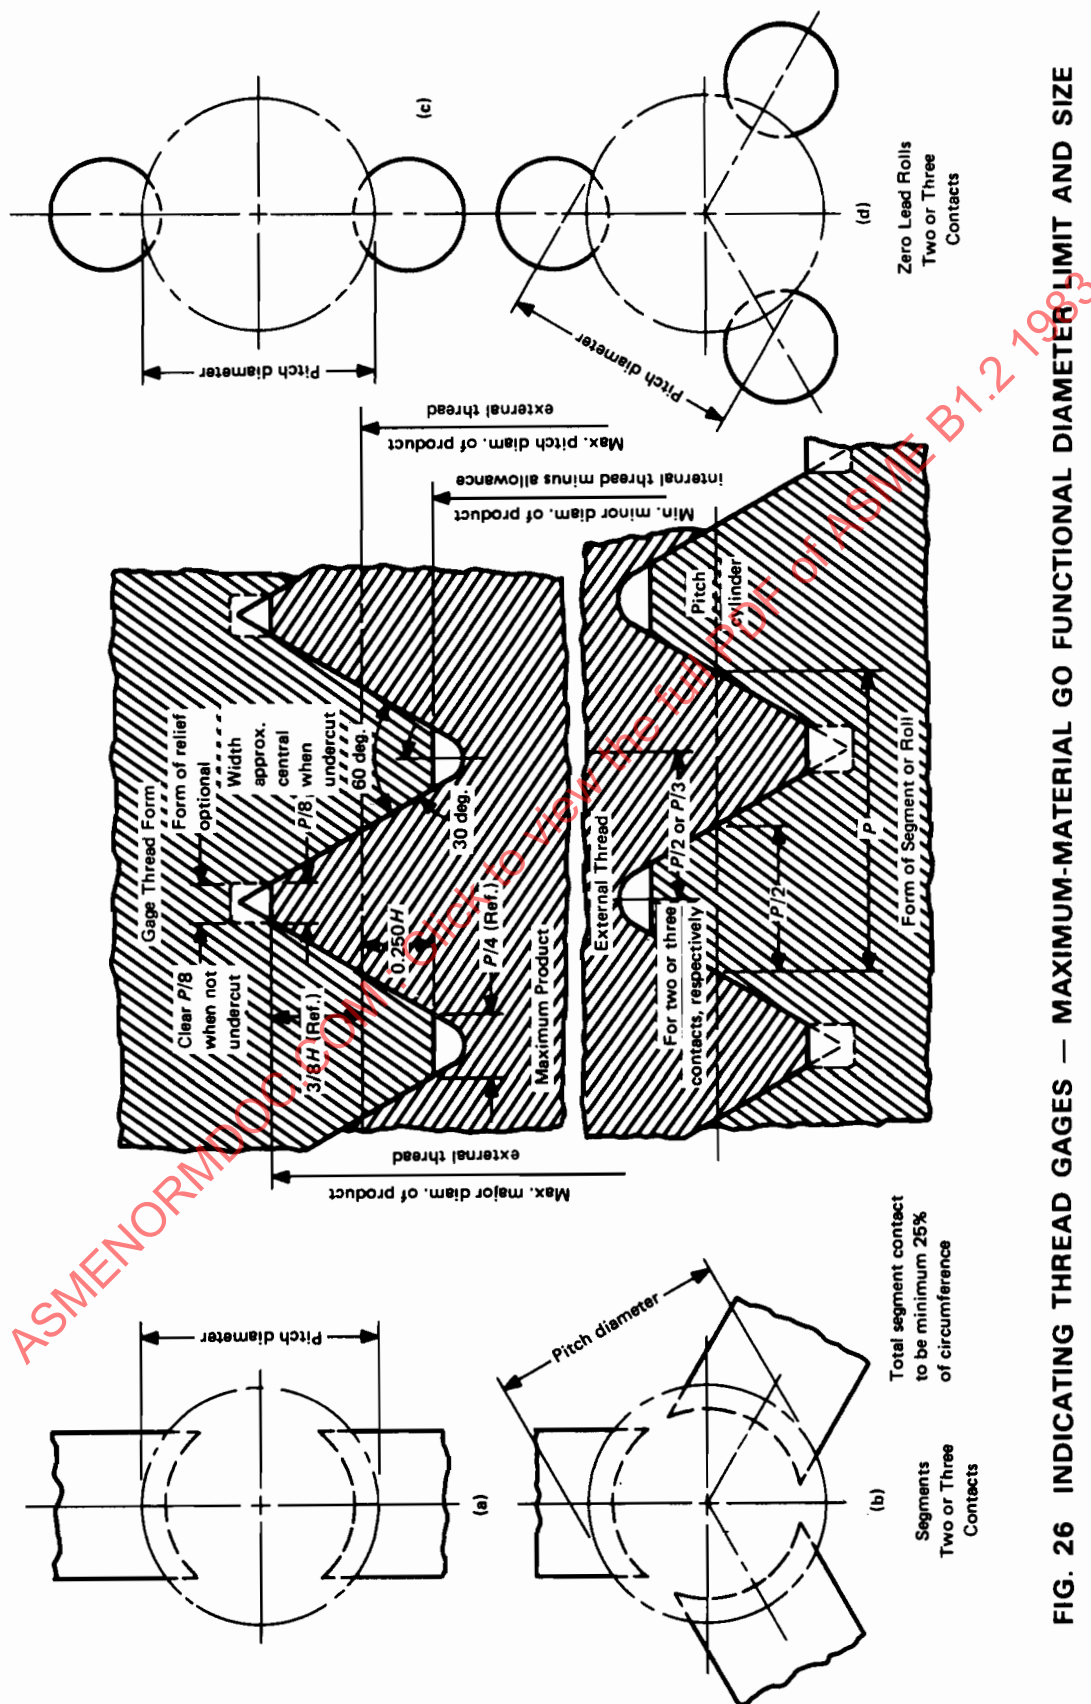 Pitch diameter
(a)
Pitch diameter
(b)
Segments
Two or Three
Contacts
Total segment contact
to be minimum 25%
of circumference
Max. major diam. of product
external thread
Gage Thread Form
Clear P/8
when not
undercut
Form of relief
optional
Width
approx.
central
when
undercut
P/8
3/8H (Ref.)
0.250H
60 deg.
30 deg.
P/4 (Ref.)
Maximum Product
External Thread
Min. minor diam. of product
internal thread minus allowance
Max. pitch diam. of product
external thread
For two or three
contacts, respectively
P/2 or P/3
P/2
P
Pitch
cylinder
Form of Segment or Roll
Pitch diameter
(c)
Pitch diameter
(d)
Zero Lead Rolls
Two or Three
Contacts
FIG. 26 INDICATING THREAD GAGES — MAXIMUM-MATERIAL GO FUNCTIONAL DIAMETER LIMIT AND SIZE
ASMENORMDOC.COM : Click to view the full PDF of ASME B1.2 1983